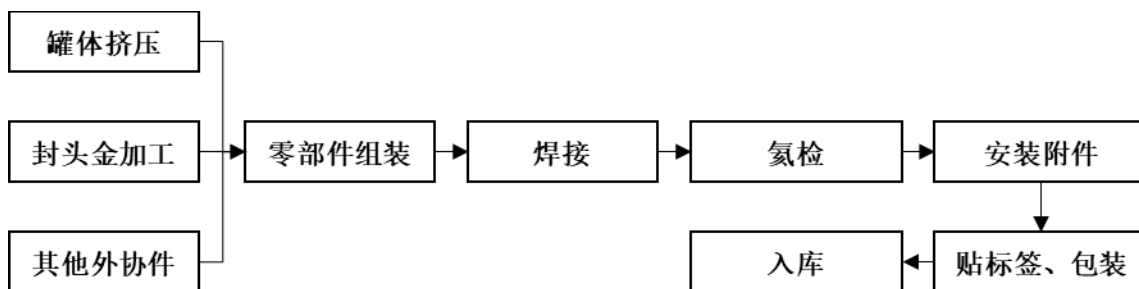 罐体挤压
封头金加工
零部件组装
焊接
氦检
安装附件
其他外协件
入库
贴标签、包装